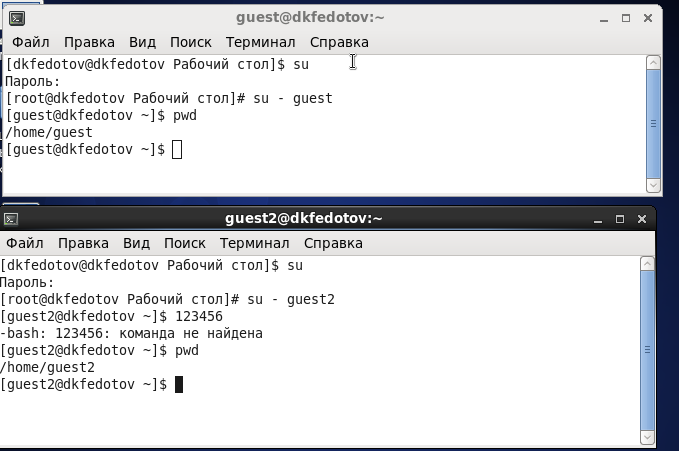 guest@dkfedotov:~
Файл Правка Вид Поиск Терминал Справка
[dkfedotov@dkfedotov Рабочий стол]$ su
Пароль:
[root@dkfedotov Рабочий стол]# su - guest
[guest@dkfedotov ~]$ pwd
/home/guest
[guest@dkfedotov ~]$
guest2@dkfedotov:~
Файл Правка Вид Поиск Терминал Справка
[dkfedotov@dkfedotov Рабочий стол]$ su
Пароль:
[root@dkfedotov Рабочий стол]# su - guest2
[guest2@dkfedotov ~]$ 123456
-bash: 123456: команда не найдена
[guest2@dkfedotov ~]$ pwd
/home/guest2
[guest2@dkfedotov ~]$